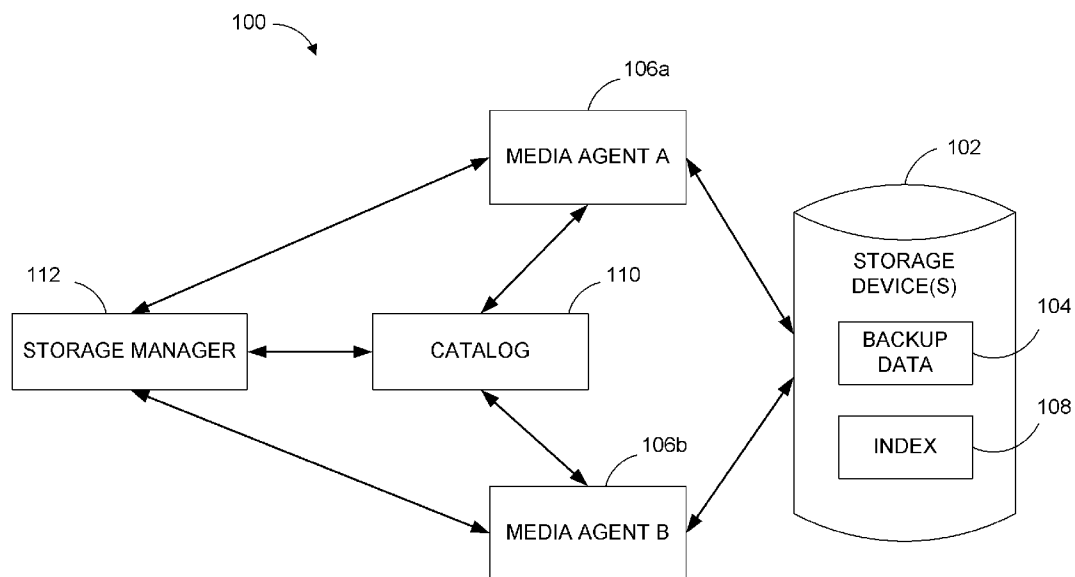 100
106a
MEDIA AGENT A
102
STORAGE
DEVICE(S)
112
110
104
STORAGE MANAGER
CATALOG
BACKUP
DATA
108
INDEX
106b
MEDIA AGENT B